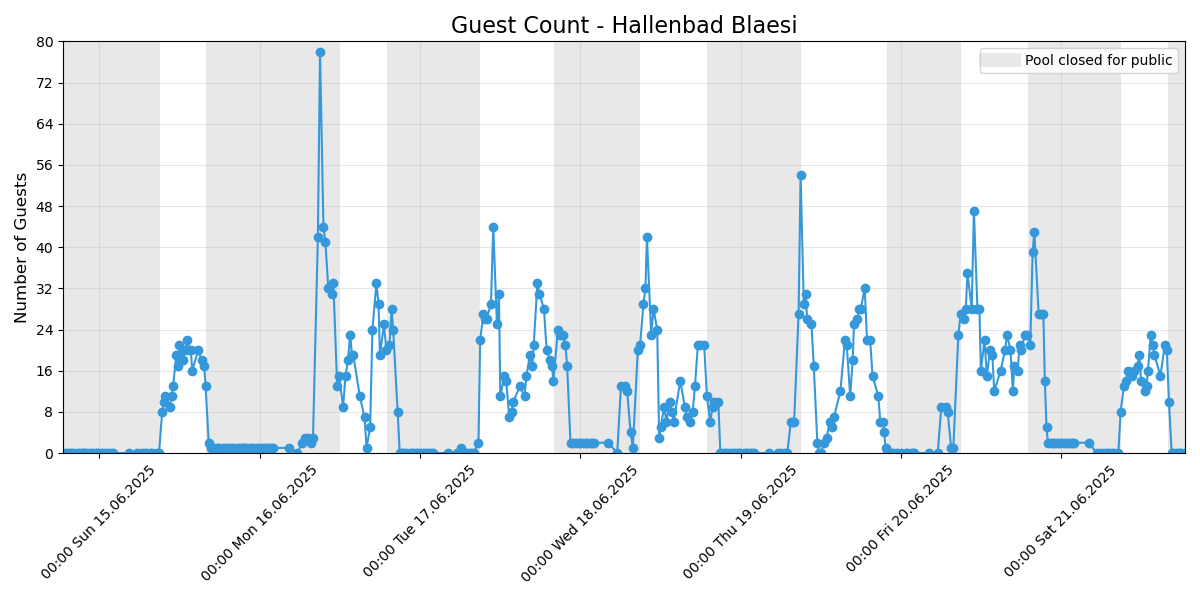 Guest Count - Hallenbad Blaesi
Pool closed for public
Number of Guests
80
72
64
56
48
40
32
24
16
8
0
00:00 Sun 15.06.2025
00:00 Mon 16.06.2025
00:00 Tue 17.06.2025
00:00 Wed 18.06.2025
00:00 Thu 19.06.2025
00:00 Fri 20.06.2025
00:00 Sat 21.06.2025